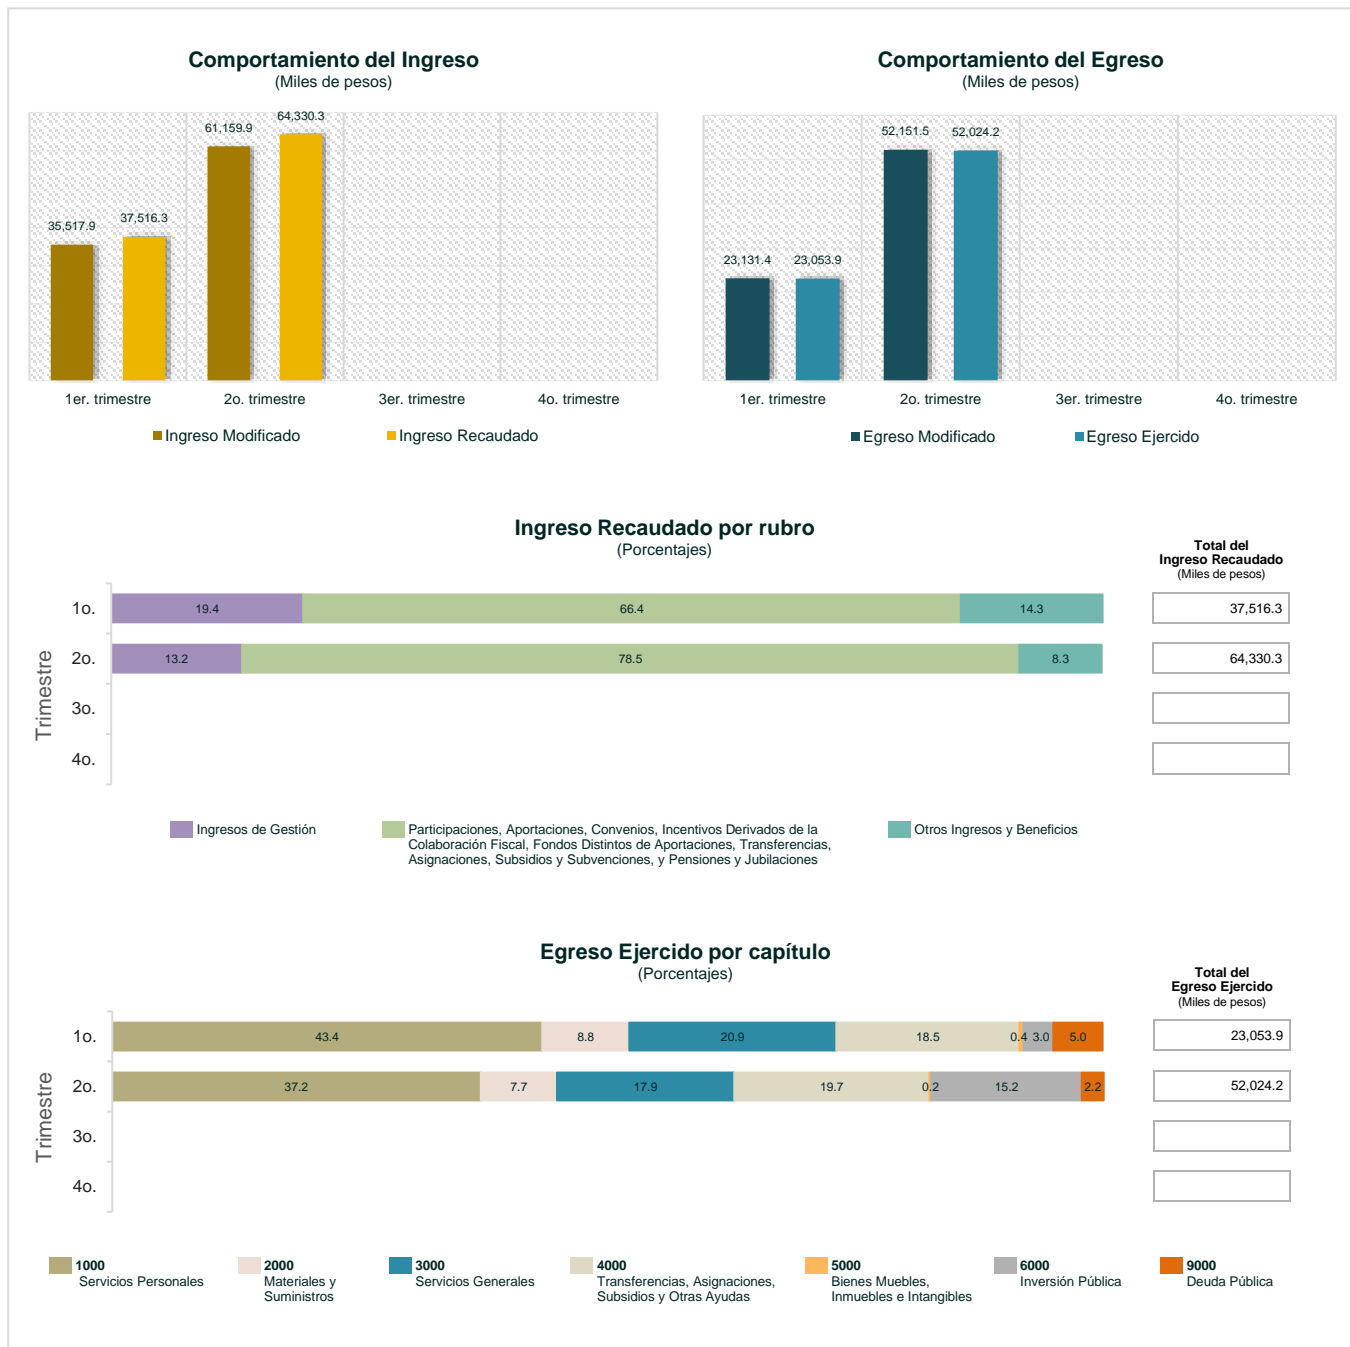 Comportamiento del Ingreso
(Miles de pesos)
35,517.9
37,516.3
61,159.9
64,330.3
1er. trimestre
2o. trimestre
3er. trimestre
4o. trimestre
Ingreso Modificado
Ingreso Recaudado
Comportamiento del Egreso
(Miles de pesos)
23,131.4
23,053.9
52,151.5
52,024.2
1er. trimestre
2o. trimestre
3er. trimestre
4o. trimestre
Egreso Modificado
Egreso Ejercido
Ingreso Recaudado por rubro
(Porcentajes)
Total del
Ingreso Recaudado
(Miles de pesos)
Trimestre
1o.
19.4
66.4
14.3
37,516.3
2o.
13.2
78.5
8.3
64,330.3
3o.
4o.
Ingresos de Gestión
Participaciones, Aportaciones, Convenios, Incentivos Derivados de la
Colaboración Fiscal, Fondos Distintos de Aportaciones, Transferencias,
Asignaciones, Subsidios y Subvenciones, y Pensiones y Jubilaciones
Otros Ingresos y Beneficios
Egreso Ejercido por capítulo
(Porcentajes)
Total del
Egreso Ejercido
(Miles de pesos)
Trimestre
1o.
43.4
8.8
20.9
18.5
0.4
3.0
5.0
23,053.9
2o.
37.2
7.7
17.9
19.7
0.2
15.2
2.2
52,024.2
3o.
4o.
1000
Servicios Personales
2000
Materiales y
Suministros
3000
Servicios Generales
4000
Transferencias, Asignaciones,
Subsidios y Otras Ayudas
5000
Bienes Muebles,
Inmuebles e Intangibles
6000
Inversión Pública
9000
Deuda Pública